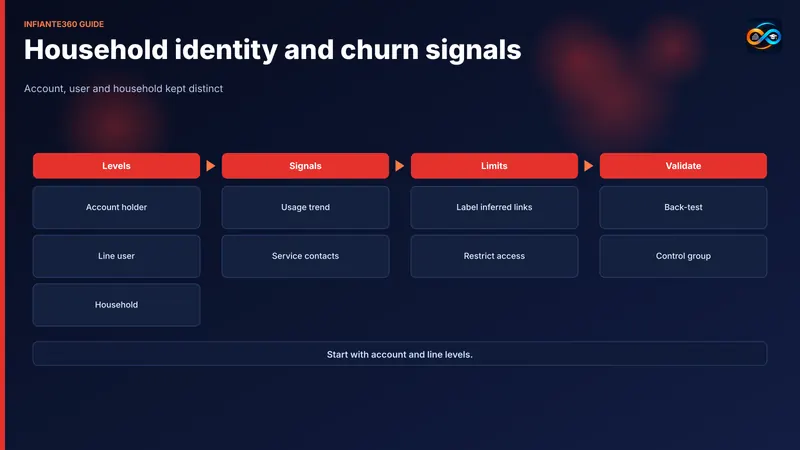 INFIANTE360 GUIDE
Household identity and churn signals
Account, user and household kept distinct
Levels
Signals
Limits
Validate
Account holder
Usage trend
Label inferred links
Back-test
Line user
Service contacts
Restrict access
Control group
Household
Start with account and line levels.